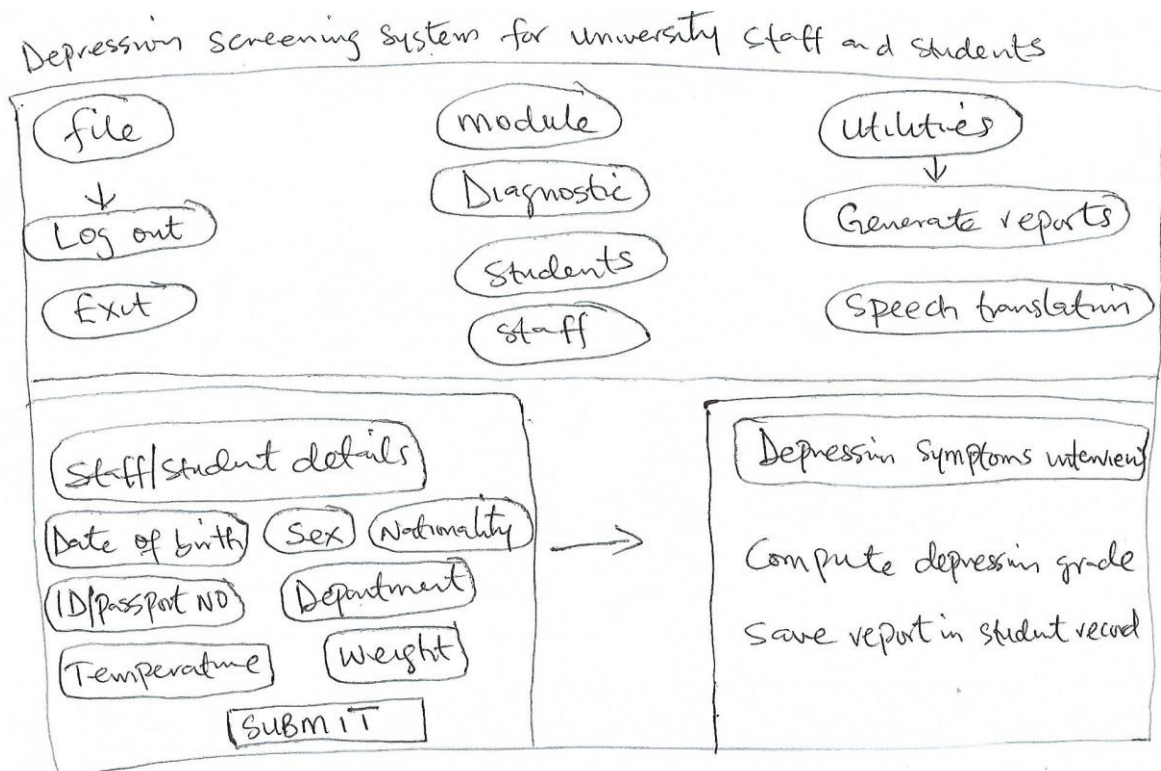 Depression screening system for university staff and students
file
module
utilities
Diagnostic
Log out
Generate reports
Students
Exit
Speech translation
staff
Staff/student details
Depression symptoms interview
Date of birth
Sex
Nationality
Compute depression grade
ID/passport NO
Department
save report in student record
Temperature
Weight
SUBMIT